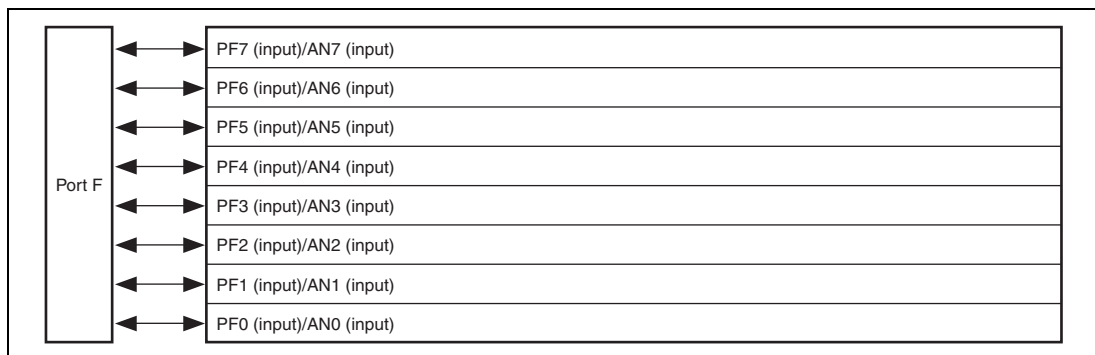 Port F
PF7 (input)/AN7 (input)
PF6 (input)/AN6 (input)
PF5 (input)/AN5 (input)
PF4 (input)/AN4 (input)
PF3 (input)/AN3 (input)
PF2 (input)/AN2 (input)
PF1 (input)/AN1 (input)
PF0 (input)/AN0 (input)